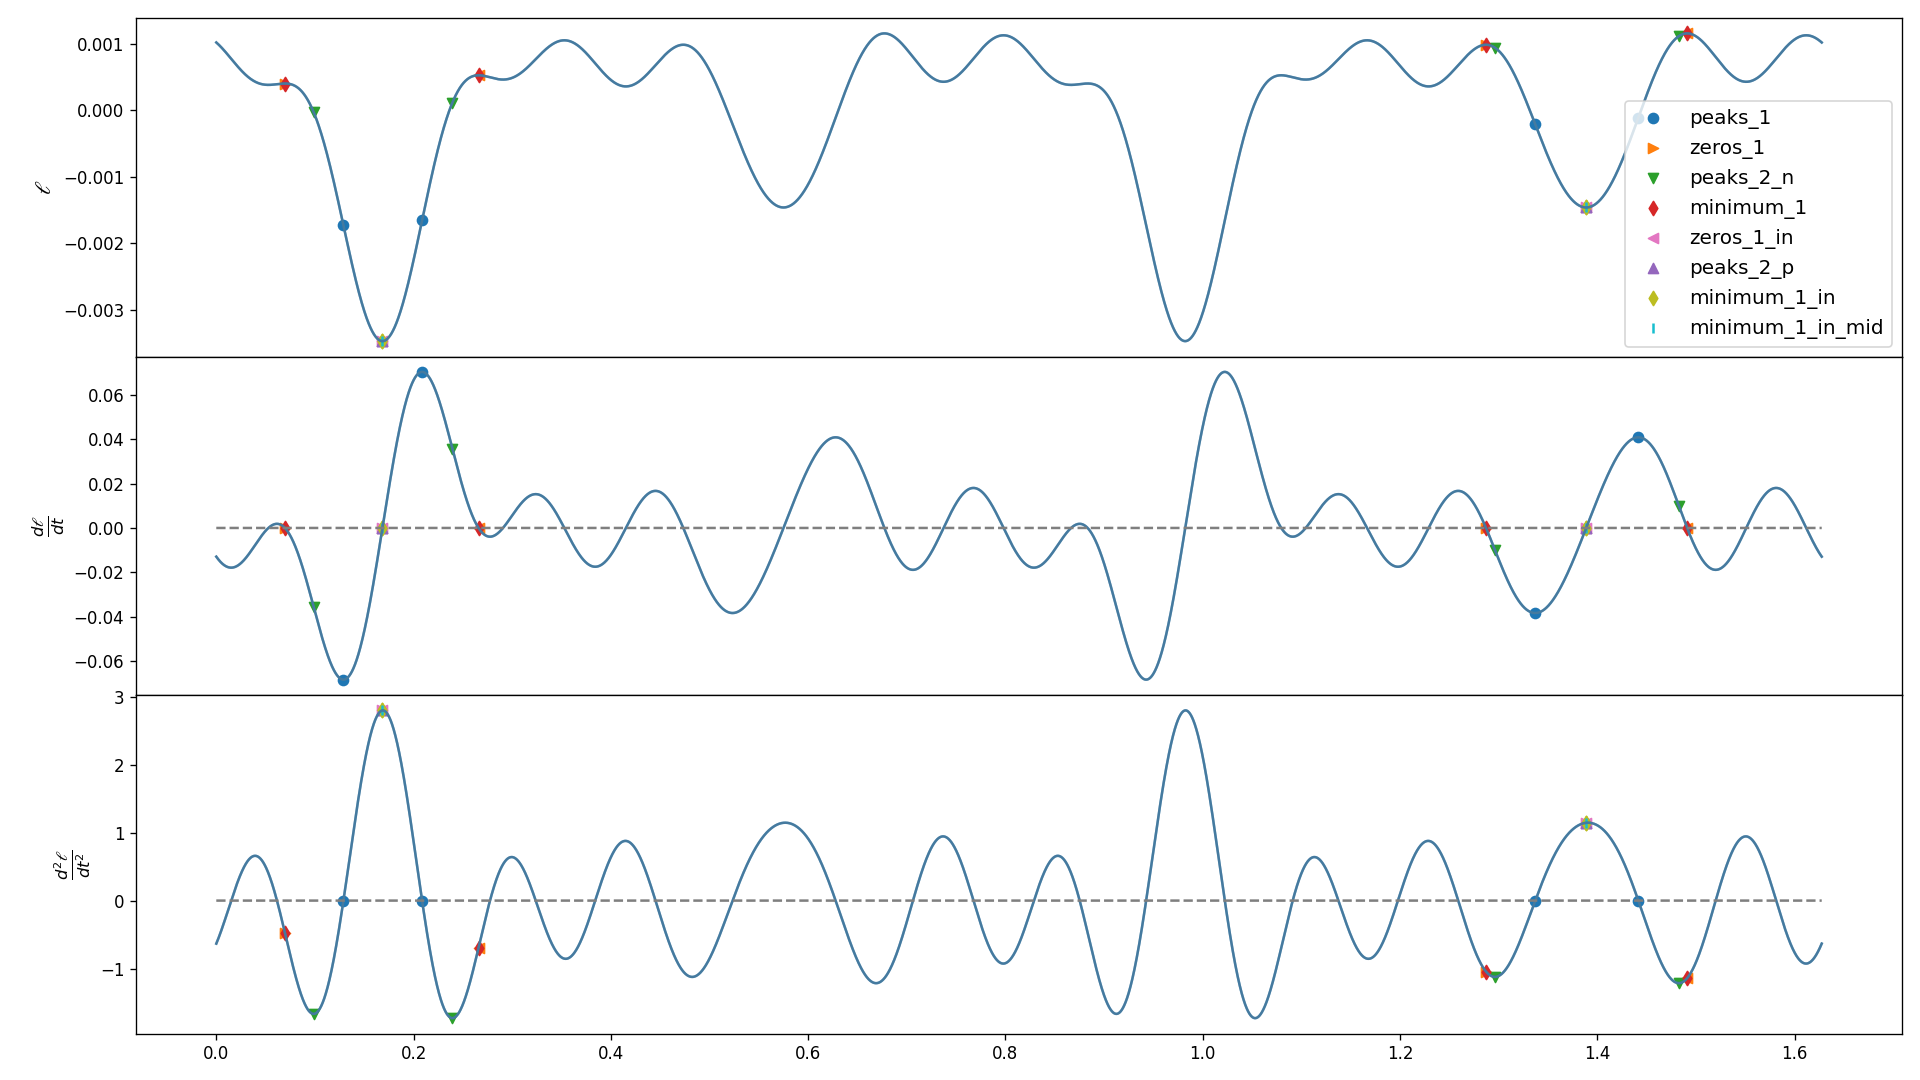 0.001
0.000
−0.001
−0.002
−0.003
ℓ
peaks_1
zeros_1
peaks_2_n
minimum_1
zeros_1_in
peaks_2_p
minimum_1_in
minimum_1_in_mid
0.06
0.04
0.02
0.00
−0.02
−0.04
−0.06
dℓ
dt
3
2
1
0
−1
d²ℓ
dt²
0.0 0.2 0.4 0.6 0.8 1.0 1.2 1.4 1.6